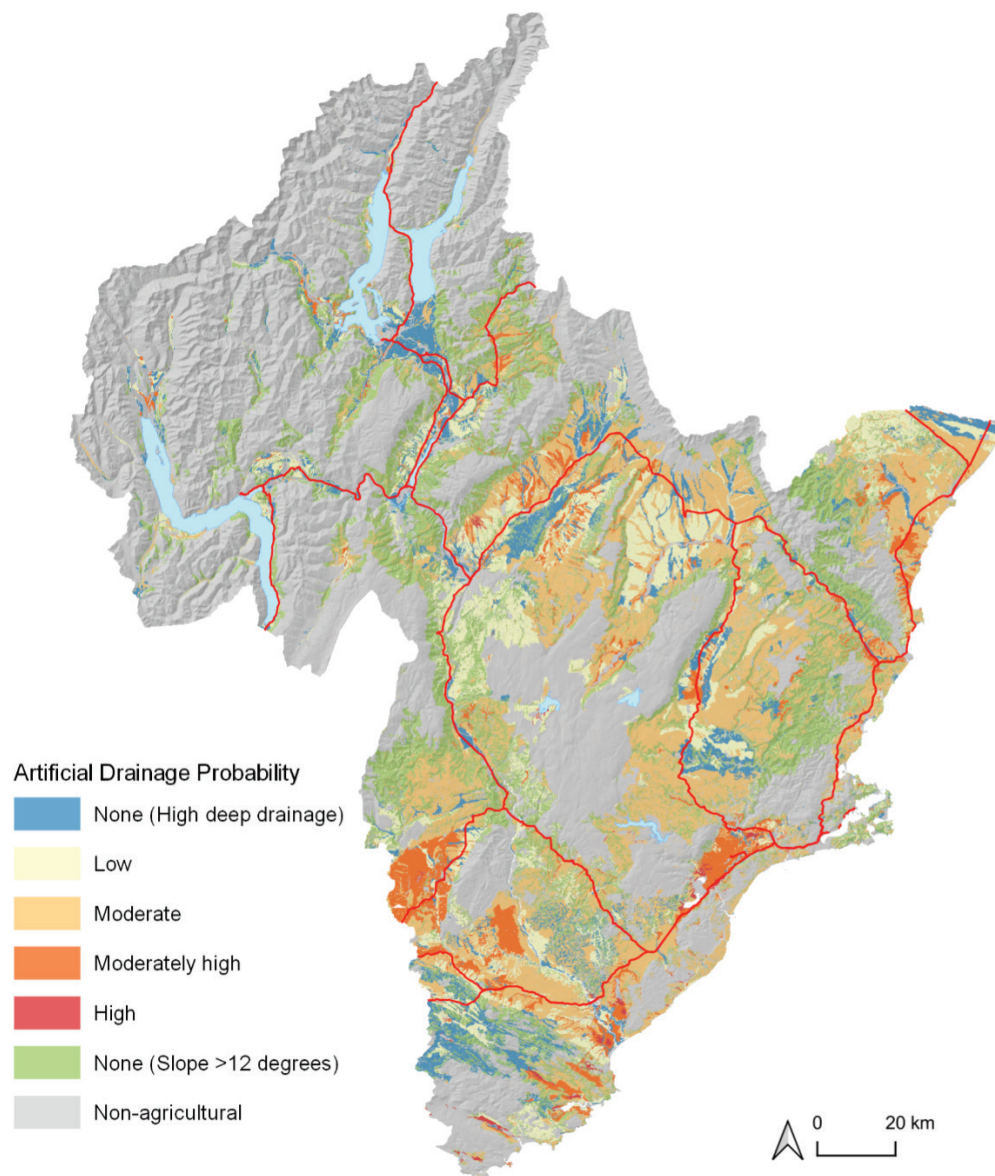 Artificial Drainage Probability
None (High deep drainage)
Low
Moderate
Moderately high
High
None (Slope >12 degrees)
Non-agricultural
0 20 km